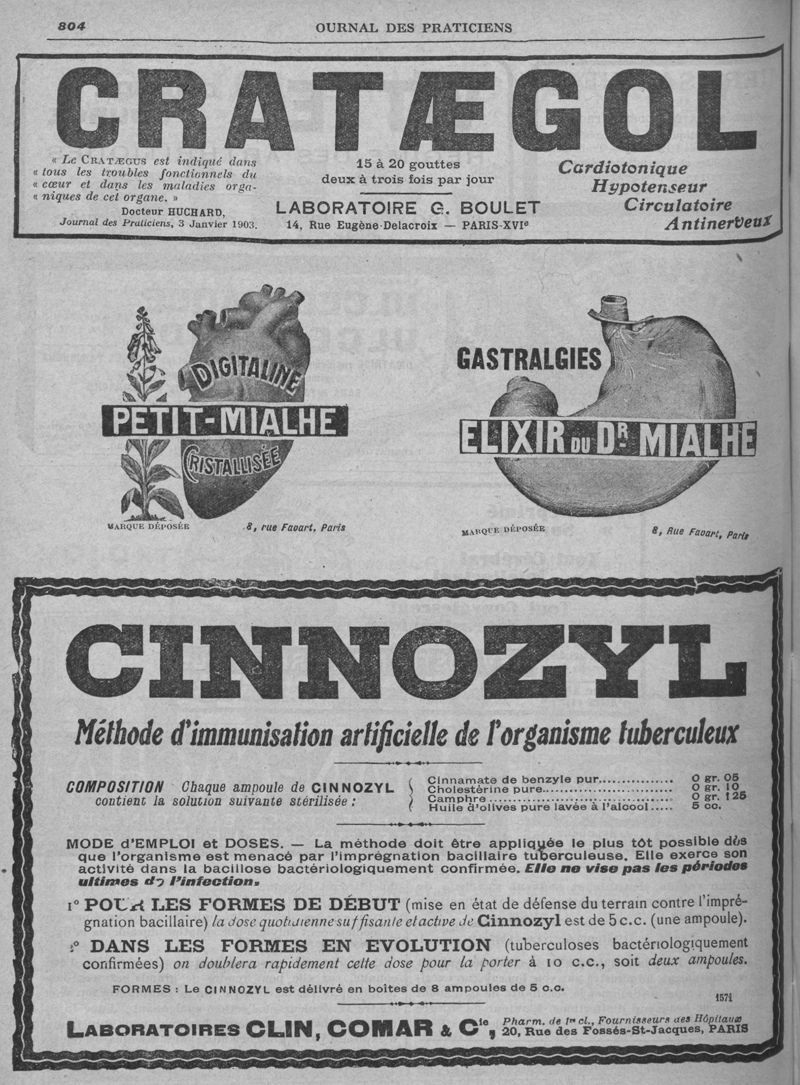 804
OURNAL DES PRATICIENS
CRATÆGOL
« Le CRATÆGUS est indiqué dans
« tous les troubles fonctionnels du
« cœur et dans les maladies orga-
« niques de cet organe. »
Docteur HUCHARD,
Journal des Praticiens, 3 Janvier 1903.
15 à 20 gouttes
deux à trois fois par jour
LABORATOIRE G. BOULET
14, Rue Eugène-Delacroix — PARIS-XVIe
Cardiotonique
Hypotenseur
Circulatoire
Antinerveux
DIGITALINE
PETIT-MIALHE
CRISTALLISÉE
MARQUE DÉPOSÉE
8, rue Favart, Paris
GASTRALGIES
ELIXIR DU DR MIALHE
MARQUE DÉPOSÉE
8, Rue Favart, Paris
CINNOZYL
Méthode d'immunisation artificielle de l'organisme tuberculeux
COMPOSITION Chaque ampoule de CINNOZYL
contient la solution suivante stérilisée :
Cinnamate de benzyle pur............... 0 gr. 05
Cholestérine pure........................ 0 gr. 10
Camphre................................. 0 gr. 125
Huile d'olives pure lavée à l'alcool..... 5 cc.
MODE d'EMPLOI et DOSES. — La méthode doit être appliquée le plus tôt possible dès
que l'organisme est menacé par l'imprégnation bacillaire tuberculeuse. Elle exerce son
activité dans la bacillose bactériologiquement confirmée. Elle ne vise pas les périodes
ultimes de l'infection.
1° POUR LES FORMES DE DÉBUT (mise en état de défense du terrain contre l'impré-
gnation bacillaire) la dose quotidienne suffisante et active de Cinnozyl est de 5 c.c. (une ampoule).
2° DANS LES FORMES EN EVOLUTION (tuberculoses bactériologiquement
confirmées) on doublera rapidement cette dose pour la porter à 10 c.c., soit deux ampoules.
FORMES : Le CINNOZYL est délivré en boîtes de 8 ampoules de 5 c.c.
1571
LABORATOIRES CLIN, COMAR & Cie, Pharm. de 1re cl., Fournisseurs des Hôpitaux
20, Rue des Fossés-St-Jacques, PARIS